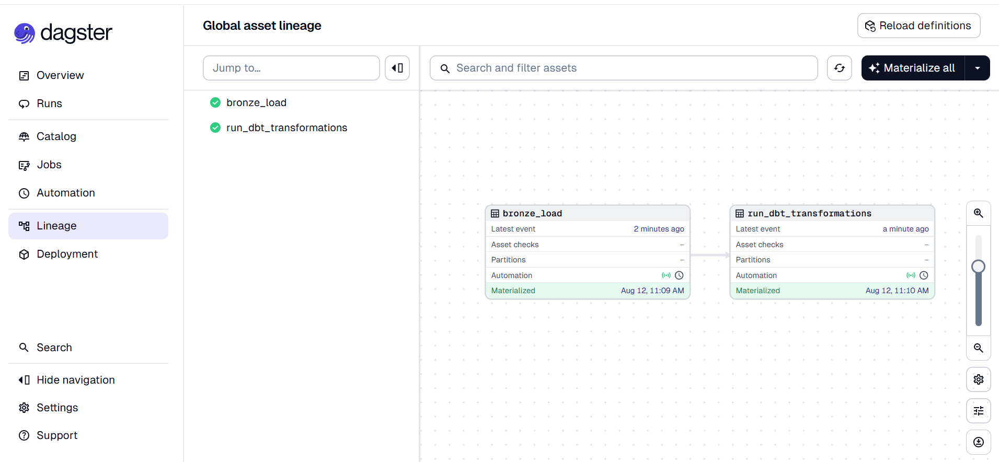 dagster
Overview
Runs
Catalog
Jobs
Automation
Lineage
Deployment
Search
Hide navigation
Settings
Support
Global asset lineage
Reload definitions
Jump to…
Search and filter assets
Materialize all
bronze_load
run_dbt_transformations
bronze_load
Latest event 2 minutes ago
Asset checks –
Partitions –
Automation
Materialized Aug 12, 11:09 AM
run_dbt_transformations
Latest event a minute ago
Asset checks –
Partitions –
Automation
Materialized Aug 12, 11:10 AM